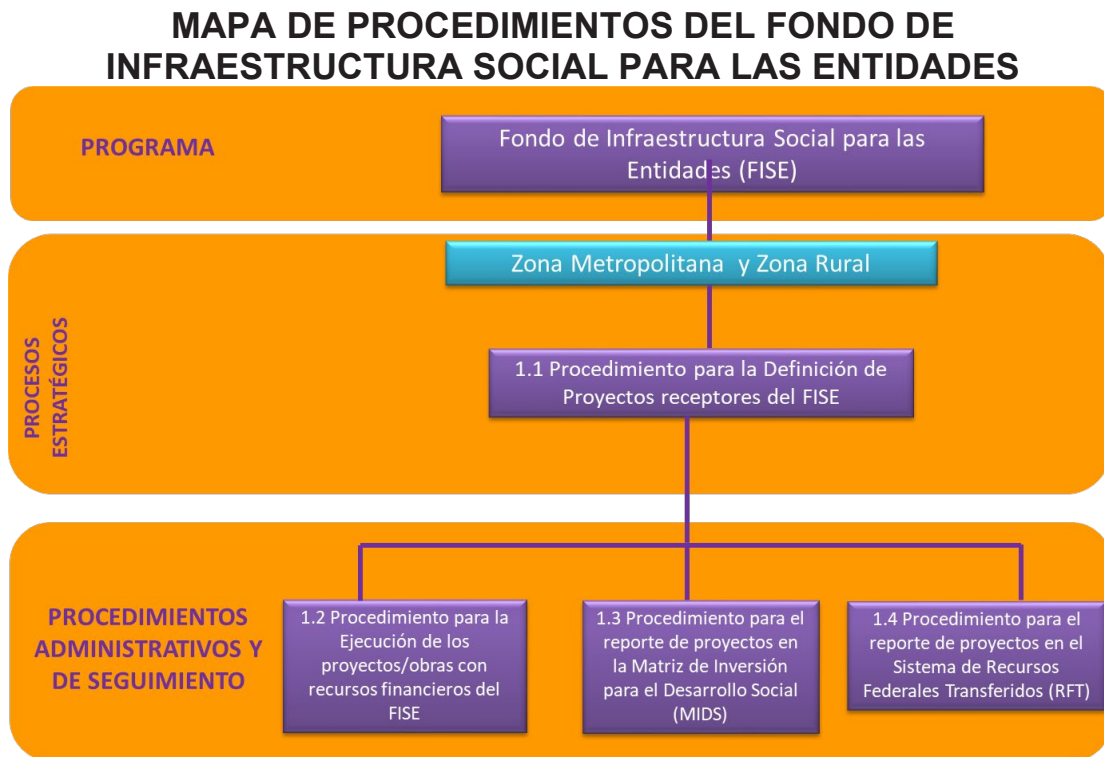 MAPA DE PROCEDIMIENTOS DEL FONDO DE
INFRAESTRUCTURA SOCIAL PARA LAS ENTIDADES
PROGRAMA
Fondo de Infraestructura Social para las
Entidades (FISE)
Zona Metropolitana y Zona Rural
PROCESOS
ESTRATÉGICOS
1.1 Procedimiento para la Definición de
Proyectos receptores del FISE
PROCEDIMIENTOS
ADMINISTRATIVOS Y
DE SEGUIMIENTO
1.2 Procedimiento para la
Ejecución de los
proyectos/obras con
recursos financieros del
FISE
1.3 Procedimiento para el
reporte de proyectos en
la Matriz de Inversión
para el Desarrollo Social
(MIDS)
1.4 Procedimiento para el
reporte de proyectos en el
Sistema de Recursos
Federales Transferidos (RFT)